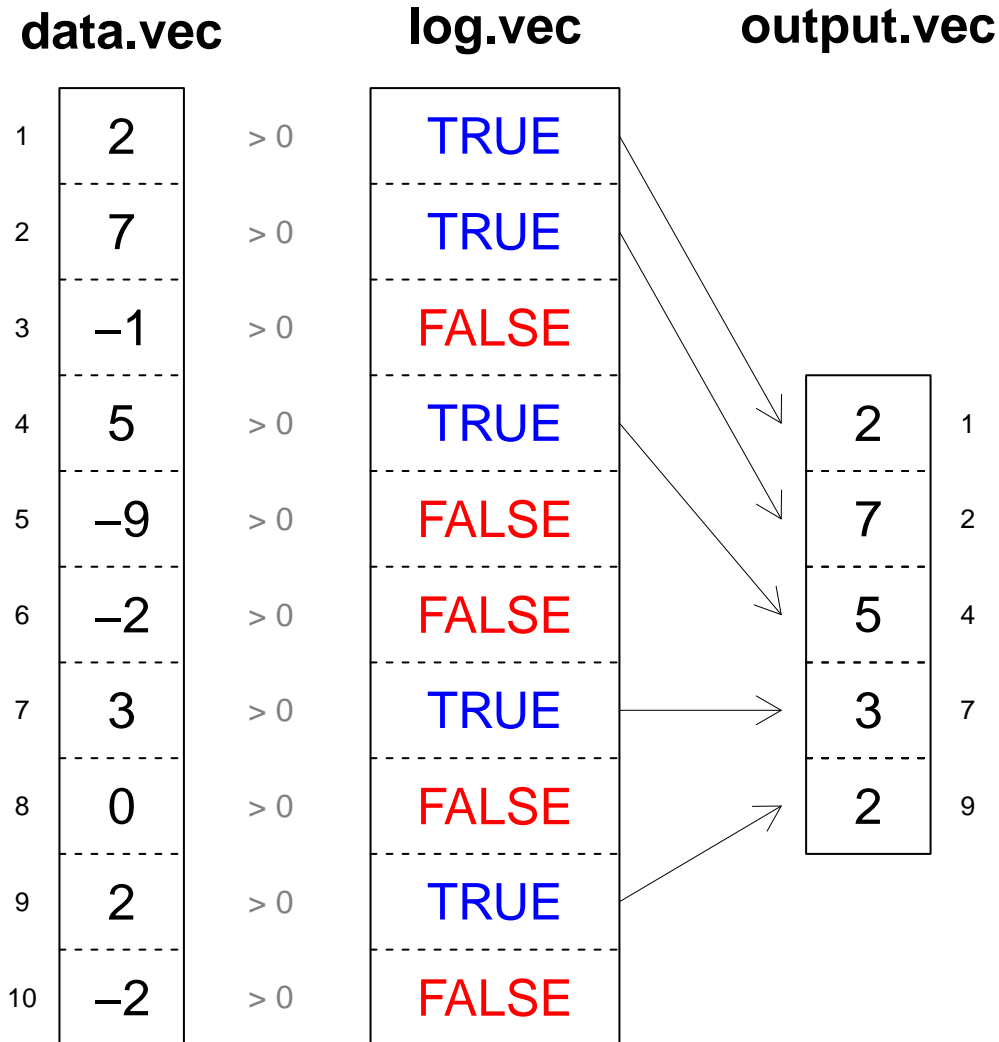 data.vec log.vec output.vec
1 2 > 0 TRUE
2 7 > 0 TRUE
3 –1 > 0 FALSE
4 5 > 0 TRUE 2 1
5 –9 > 0 FALSE 7 2
6 –2 > 0 FALSE 5 4
7 3 > 0 TRUE 3 7
8 0 > 0 FALSE 2 9
9 2 > 0 TRUE
10 –2 > 0 FALSE